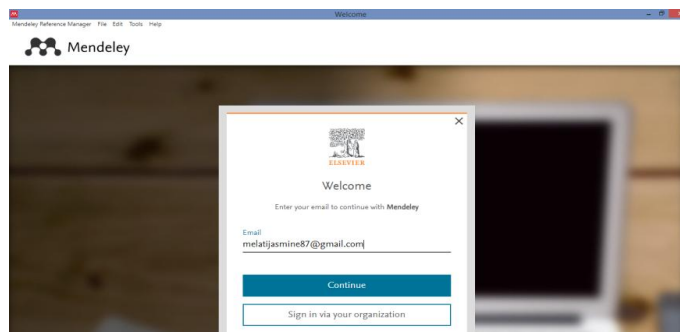 Welcome
Mendeley Reference Manager File Edit Tools Help
Mendeley
ELSEVIER
Welcome
Enter your email to continue with Mendeley
Email
melatijasmine87@gmail.com
Continue
Sign in via your organization